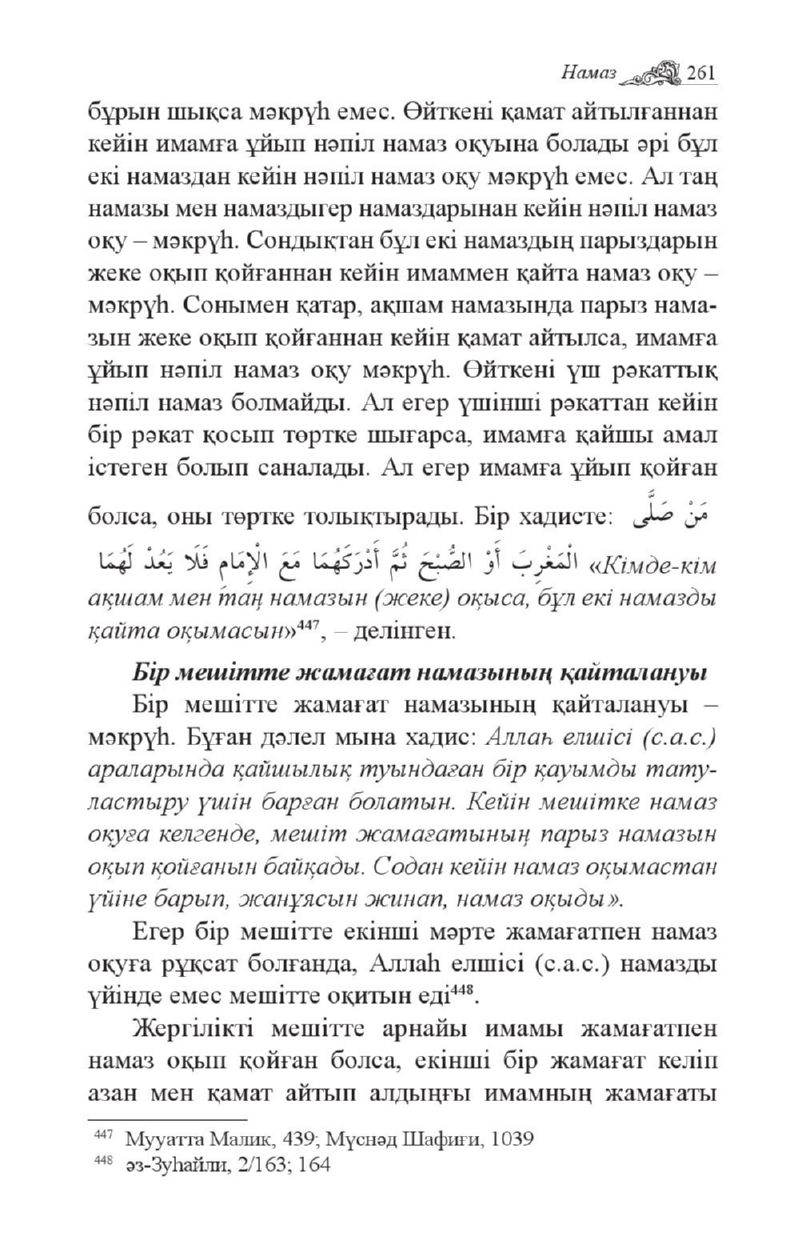 Намаз 261
бұрын шықса мәкрүһ емес. Өйткені қамат айтылғаннан
кейін имамға ұйып нәпіл намаз оқуына болады әрі бұл
екі намаздан кейін нәпіл намаз оқу мәкрүһ емес. Ал таң
намазы мен намаздыгер намаздарынан кейін нәпіл намаз
оқу – мәкрүһ. Сондықтан бұл екі намаздың парыздарын
жеке оқып қойғаннан кейін имаммен қайта намаз оқу –
мәкрүһ. Сонымен қатар, ақшам намазында парыз нама-
зын жеке оқып қойғаннан кейін қамат айтылса, имамға
ұйып нәпіл намаз оқу мәкрүһ. Өйткені үш рәкаттық
нәпіл намаз болмайды. Ал егер үшінші рәкаттан кейін
бір рәкат қосып төртке шығарса, имамға қайшы амал
істеген болып саналады. Ал егер имамға ұйып қойған
болса, оны төртке толықтырады. Бір хадисте: مَنْ صَلَّى
الْمَغْرِبَ أَوْ الصُّبْحَ ثُمَّ أَدْرَكَهُمَا مَعَ الْإِمَامِ فَلَا يَعُدْ لَهُمَا «Кімде-кім
ақшам мен таң намазын (жеке) оқыса, бұл екі намазды
қайта оқымасын»⁴⁴⁷, – делінген.
Бір мешітте жамағат намазының қайталануы
Бір мешітте жамағат намазының қайталануы –
мәкрүһ. Бұған дәлел мына хадис: Аллаһ елшісі (с.а.с.)
араларында қайшылық туындаған бір қауымды тату-
ластыру үшін барған болатын. Кейін мешітке намаз
оқуға келгенде, мешіт жамағатының парыз намазын
оқып қойғанын байқады. Содан кейін намаз оқымастан
үйіне барып, жанұясын жинап, намаз оқыды».
Егер бір мешітте екінші мәрте жамағатпен намаз
оқуға рұқсат болғанда, Аллаһ елшісі (с.а.с.) намазды
үйінде емес мешітте оқитын еді⁴⁴⁸.
Жергілікті мешітте арнайы имамы жамағатпен
намаз оқып қойған болса, екінші бір жамағат келіп
азан мен қамат айтып алдыңғы имамның жамағаты
⁴⁴⁷ Мууатта Малик, 439; Мүснәд Шафиғи, 1039
⁴⁴⁸ әз-Зуһайли, 2/163; 164